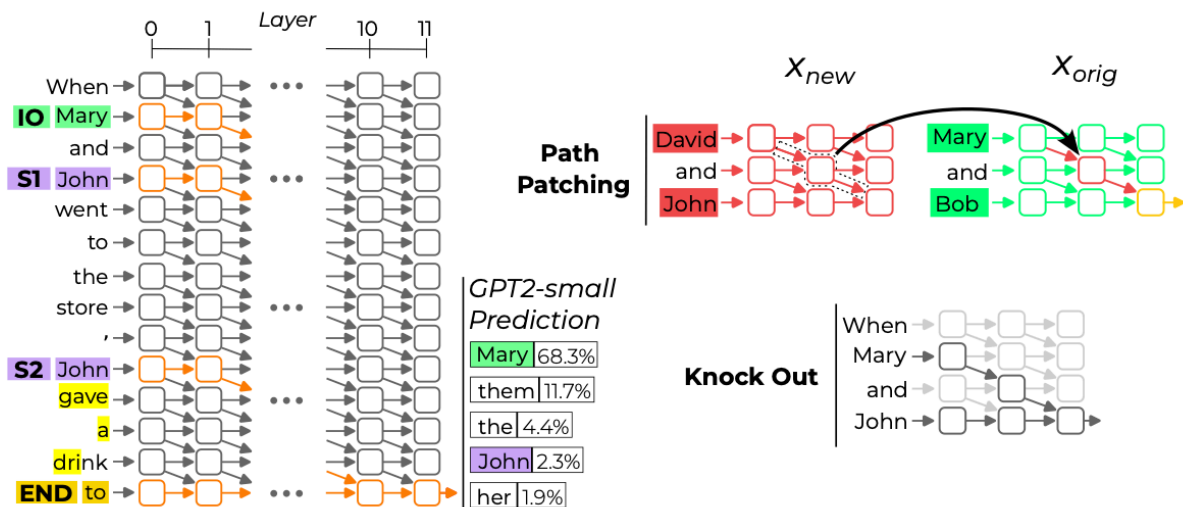 Layer
0 1 10 11
When
IO Mary
and
S1 John
went
to
the
store
,
S2 John
gave
a
drink
END to
GPT2-small
Prediction
Mary 68.3%
them 11.7%
the 4.4%
John 2.3%
her 1.9%
Path
Patching
Xnew
David
and
John
Xorig
Mary
and
Bob
Knock Out
When
Mary
and
John